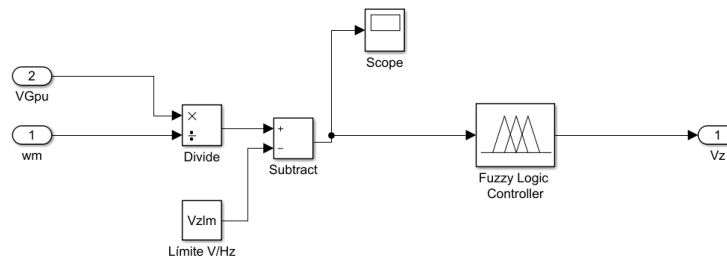 Scope
2
VGpu
1
wm
×
÷
Divide
+
−
Subtract
Vzlm
Límite V/Hz
Fuzzy Logic
Controller
1
Vz